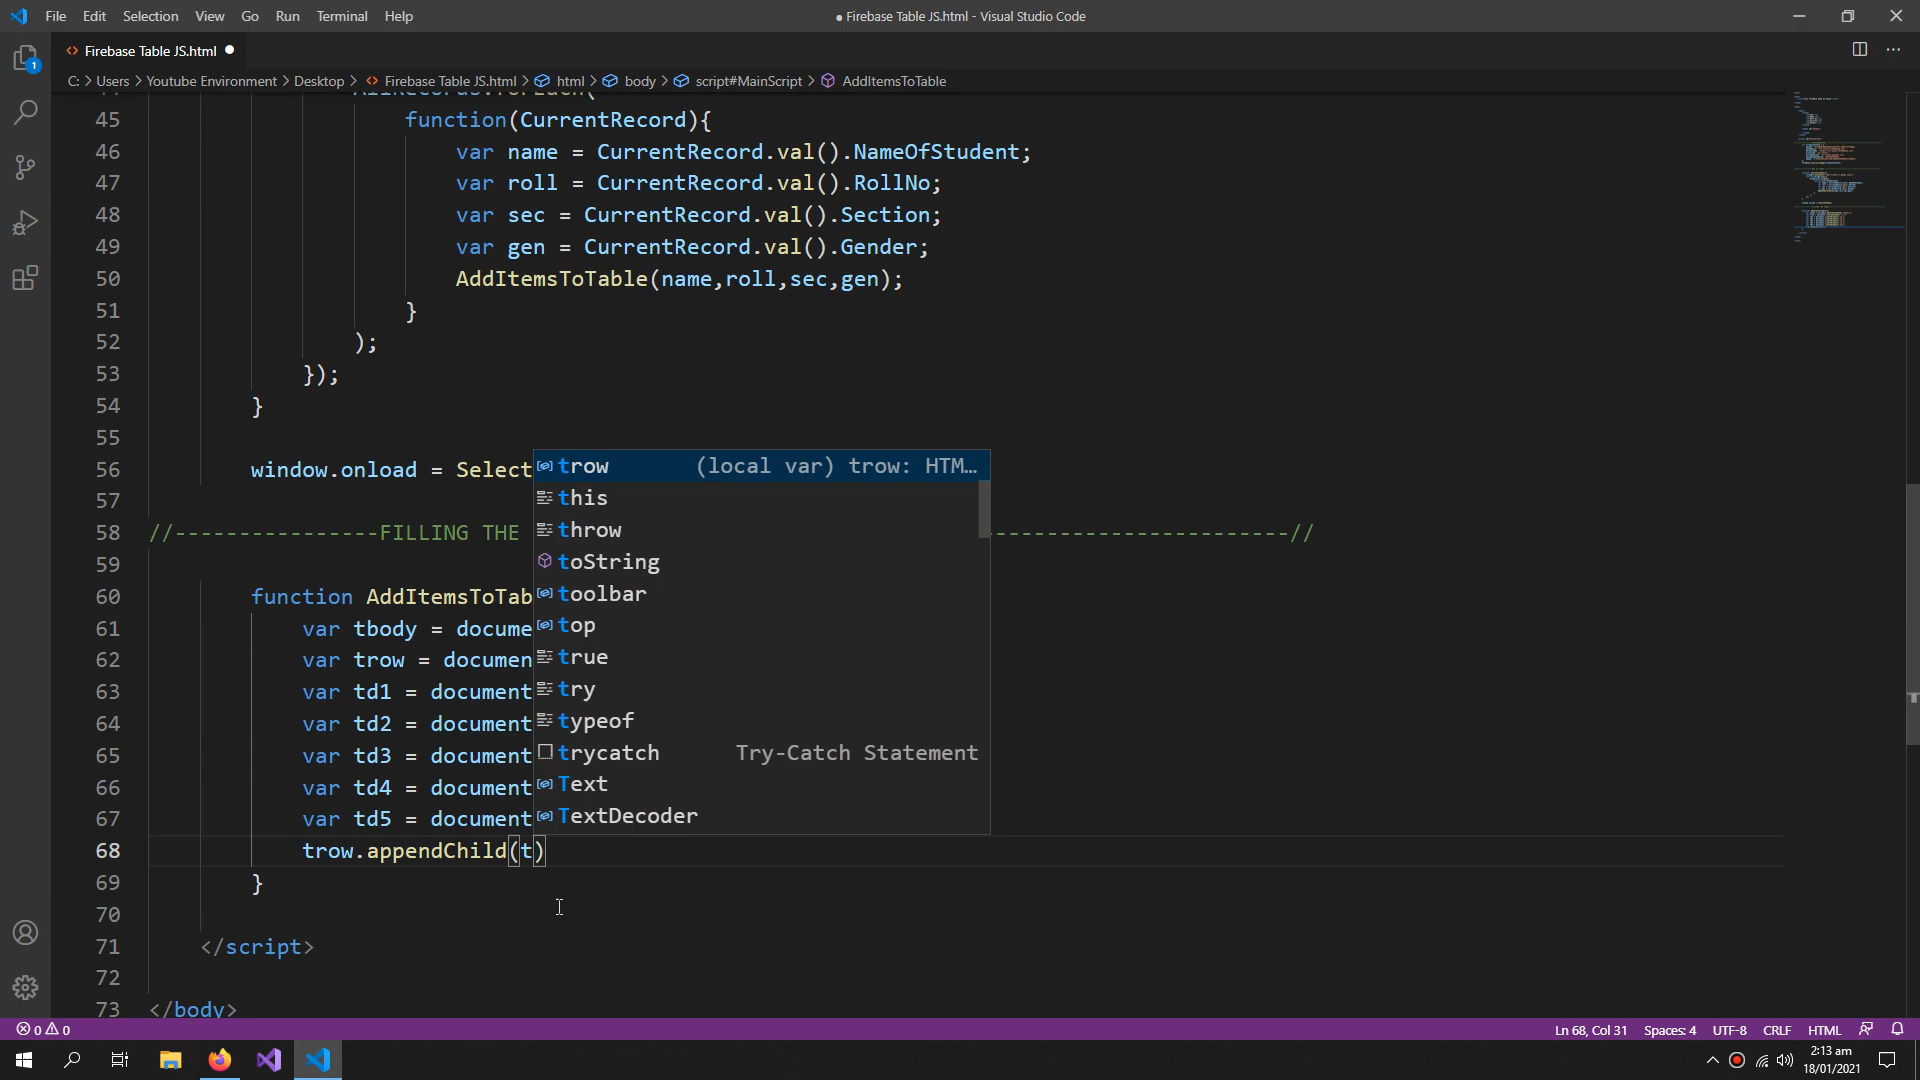 File Edit Selection View Go Run Terminal Help
● Firebase Table JS.html - Visual Studio Code
Firebase Table JS.html
C: > Users > Youtube Environment > Desktop > Firebase Table JS.html > html > body > script#MainScript > AddItemsToTable
45 function(CurrentRecord){
46 var name = CurrentRecord.val().NameOfStudent;
47 var roll = CurrentRecord.val().RollNo;
48 var sec = CurrentRecord.val().Section;
49 var gen = CurrentRecord.val().Gender;
50 AddItemsToTable(name,roll,sec,gen);
51 }
52 );
53 });
54 }
55
56 window.onload = Select
57
58 //----------------FILLING THE -----------------------//
59
60 function AddItemsToTab
61 var tbody = docume
62 var trow = documen
63 var td1 = document
64 var td2 = document
65 var td3 = document
66 var td4 = document
67 var td5 = document
68 trow.appendChild(t)
69 }
70
71 </script>
72
73 </body>
trow (local var) trow: HTM…
this
throw
toString
toolbar
top
true
try
typeof
trycatch Try-Catch Statement
Text
TextDecoder
1
0 0
Ln 68, Col 31 Spaces: 4 UTF-8 CRLF HTML
2:13 am
18/01/2021